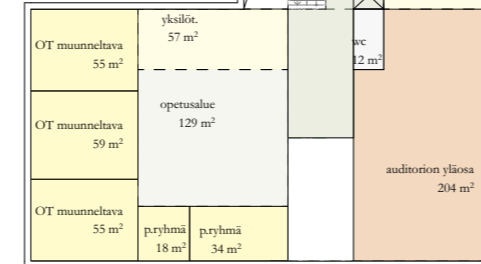 yksilöt.
57 m²
OT muunneltava
55 m²
wc
12 m²
opetusalue
129 m²
OT muunneltava
59 m²
auditorion yläosa
204 m²
OT muunneltava
55 m²
p.ryhmä
18 m²
p.ryhmä
34 m²